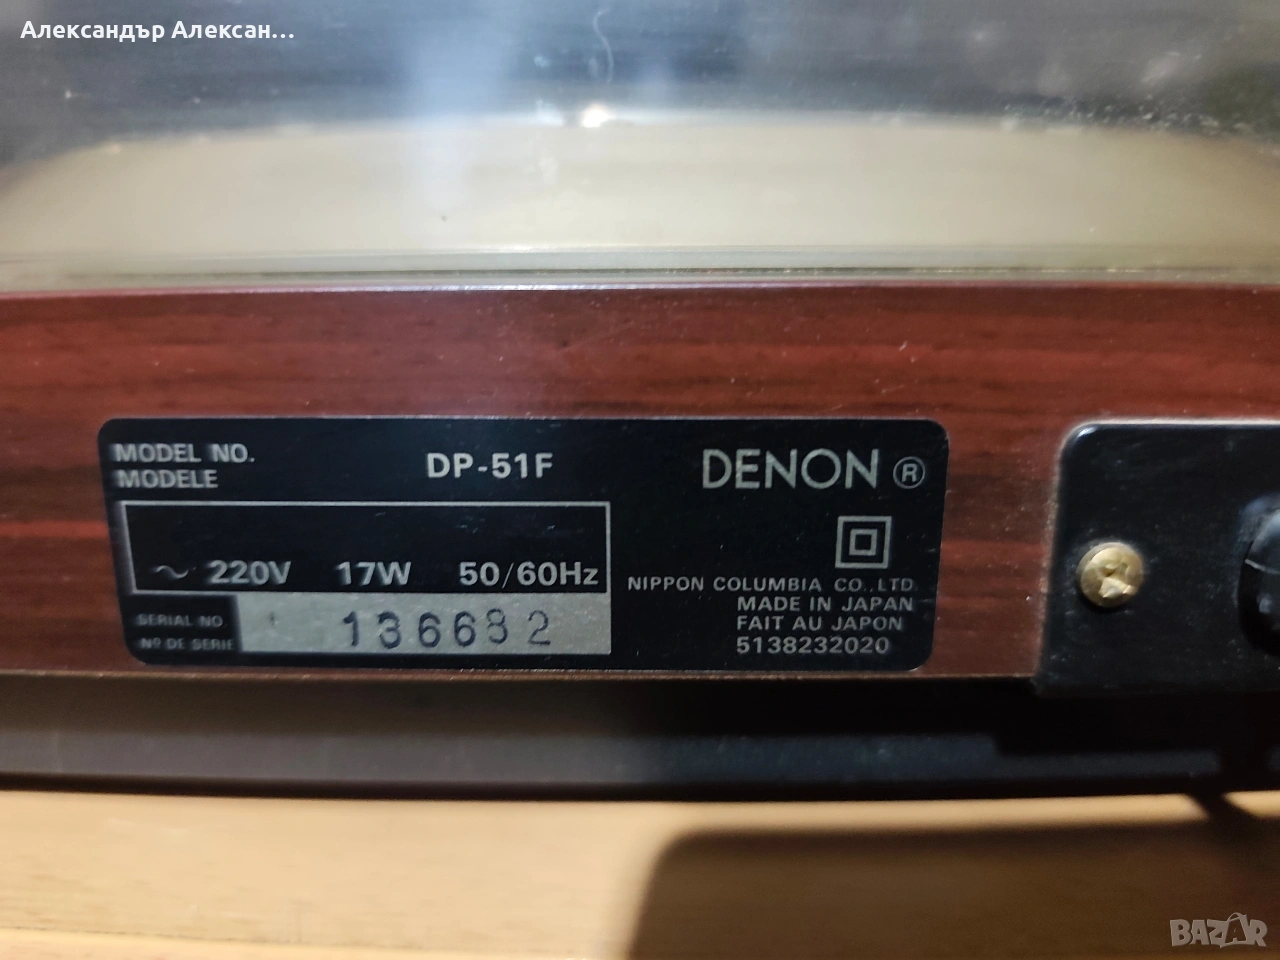 Александър Алексан...
MODEL NO.
MODELE
DP-51F
DENON ®
~ 220V 17W 50/60Hz
SERIAL NO.
Nº DE SERIE
136682
NIPPON COLUMBIA CO., LTD.
MADE IN JAPAN
FAIT AU JAPON
5138232020
BAZAR